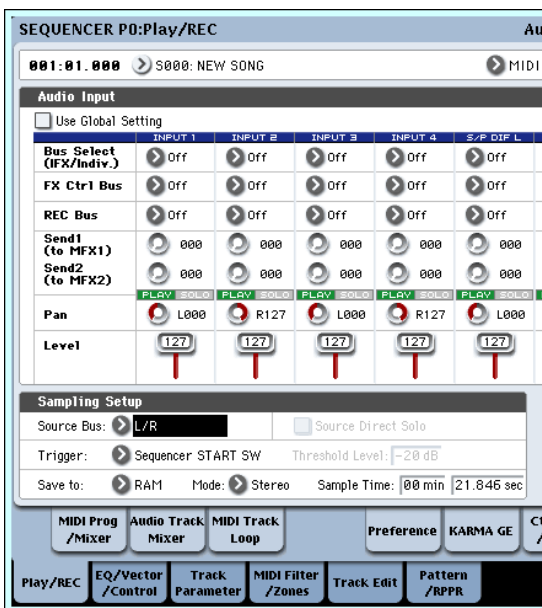 SEQUENCER P0:Play/REC Au
001:01.000 S000: NEW SONG MIDI
Audio Input
Use Global Setting
INPUT 1 INPUT 2 INPUT 3 INPUT 4 S/P DIF L
Bus Select (IFX/Indiv.) Off Off Off Off Off
FX Ctrl Bus Off Off Off Off Off
REC Bus Off Off Off Off Off
Send1 (to MFX1) 000 000 000 000 000
Send2 (to MFX2) 000 000 000 000 000
PLAY SOLO PLAY SOLO PLAY SOLO PLAY SOLO PLAY SOLO
Pan L000 R127 L000 R127 L000
Level 127 127 127 127 127
Sampling Setup
Source Bus: L/R Source Direct Solo
Trigger: Sequencer START SW Threshold Level: -20 dB
Save to: RAM Mode: Stereo Sample Time: 00 min 21.846 sec
MIDI Prog /Mixer Audio Track Mixer MIDI Track Loop Preference KARMA GE
Play/REC EQ/Vector /Control Track Parameter MIDI Filter /Zones Track Edit Pattern /RPPR